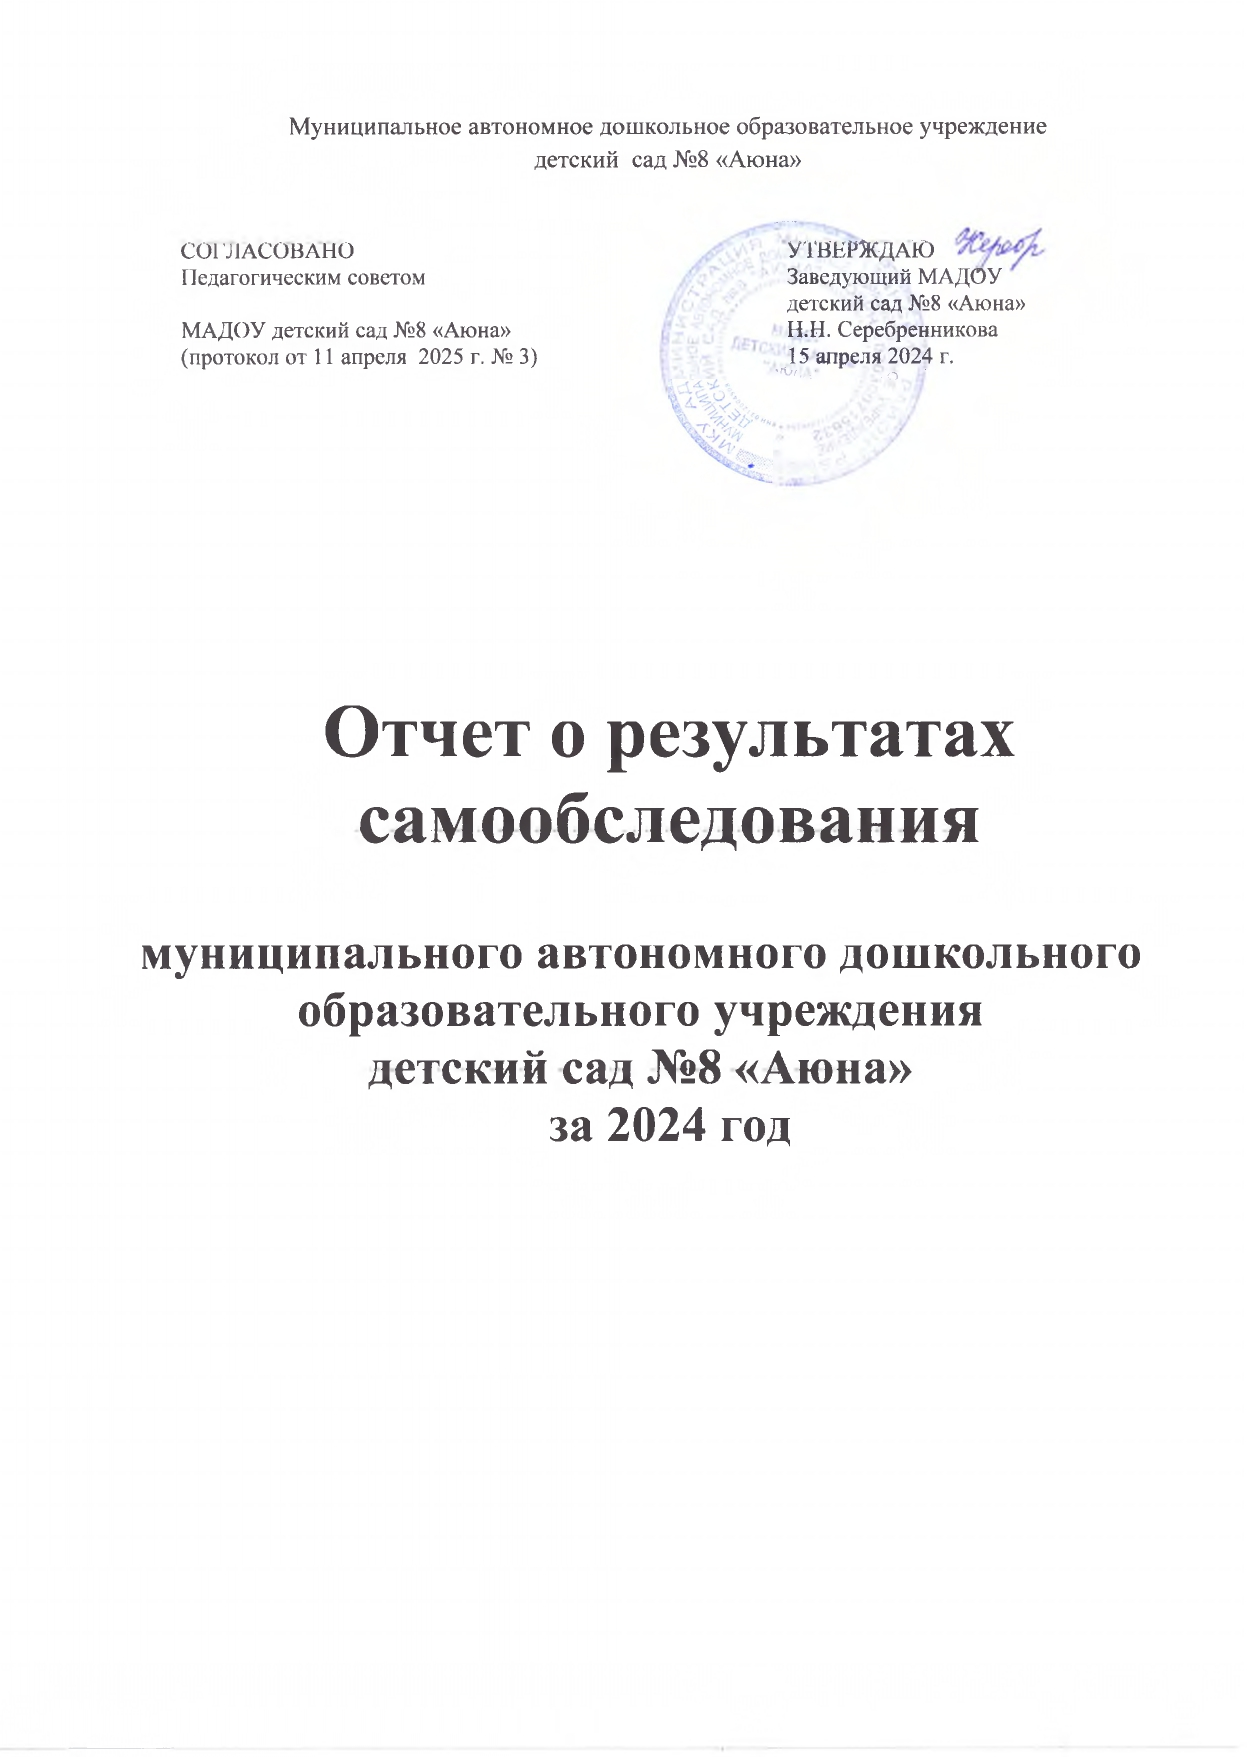 Муниципальное автономное дошкольное образовательное учреждение
детский сад №8 «Аюна»
СОГЛАСОВАНО
Педагогическим советом
МАДОУ детский сад №8 «Аюна»
(протокол от 11 апреля 2025 г. № 3)
УТВЕРЖДАЮ
Заведующий МАДОУ
детский сад №8 «Аюна»
Н.Н. Серебренникова
15 апреля 2024 г.
Отчет о результатах
самообследования
муниципального автономного дошкольного
образовательного учреждения
детский сад №8 «Аюна»
за 2024 год